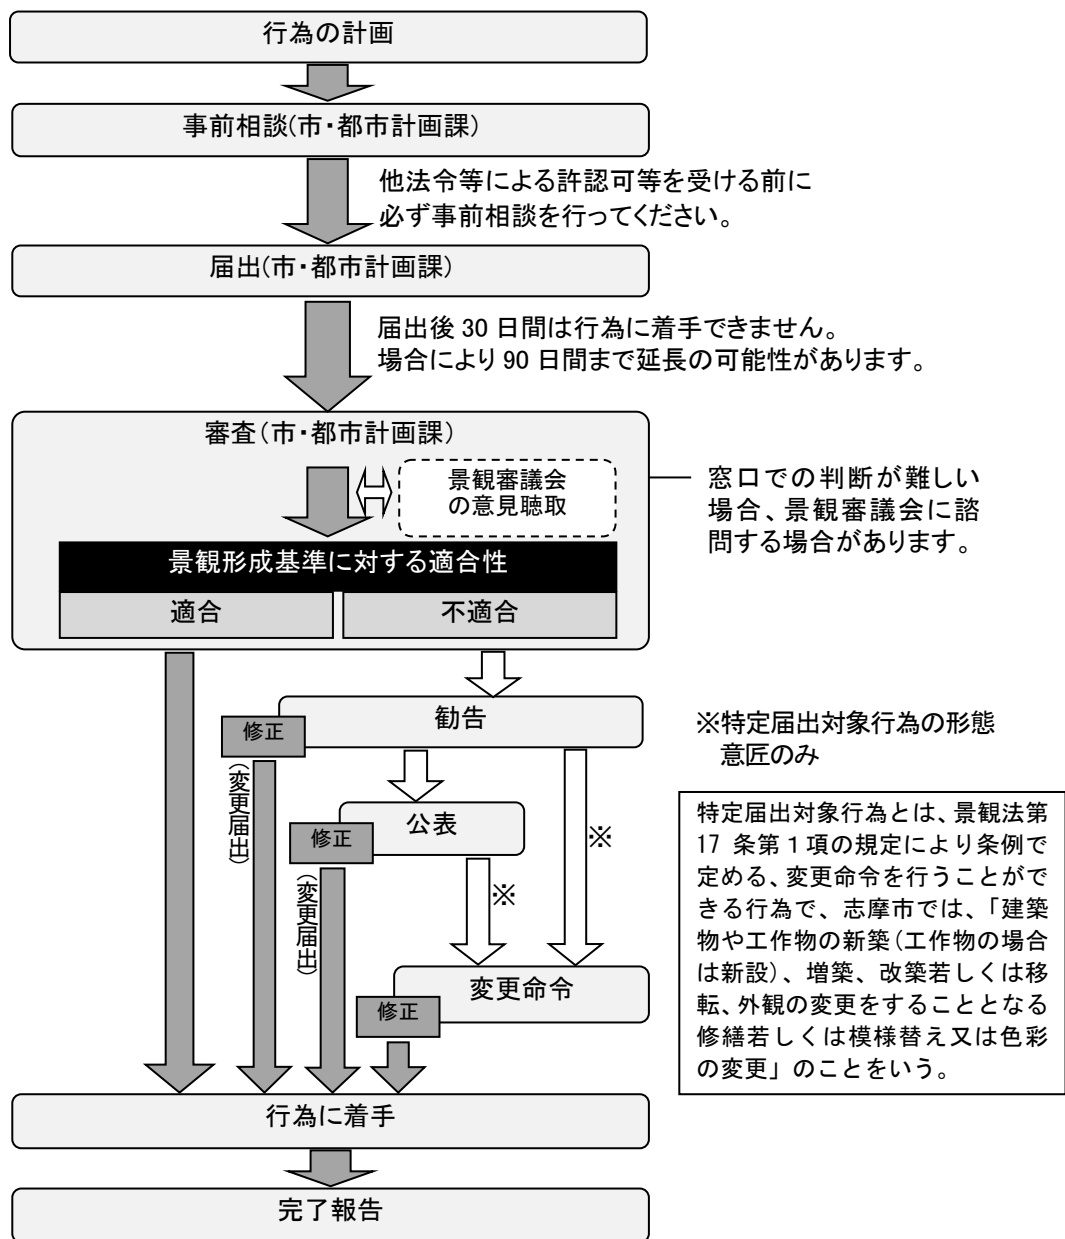 行為の計画
事前相談(市・都市計画課)
他法令等による許認可等を受ける前に
必ず事前相談を行ってください。
届出(市・都市計画課)
届出後 30 日間は行為に着手できません。
場合により 90 日間まで延長の可能性があります。
審査(市・都市計画課)
景観審議会
の意見聴取
窓口での判断が難しい
場合、景観審議会に諮
問する場合があります。
景観形成基準に対する適合性
適合
不適合
勧告
修正
(変更届出)
※特定届出対象行為の形態
意匠のみ
公表
修正
(変更届出)
※
※
変更命令
修正
特定届出対象行為とは、景観法第
17 条第1項の規定により条例で
定める、変更命令を行うことがで
きる行為で、志摩市では、「建築
物や工作物の新築(工作物の場合
は新設)、増築、改築若しくは移
転、外観の変更をすることとなる
修繕若しくは模様替え又は色彩
の変更」のことをいう。
行為に着手
完了報告